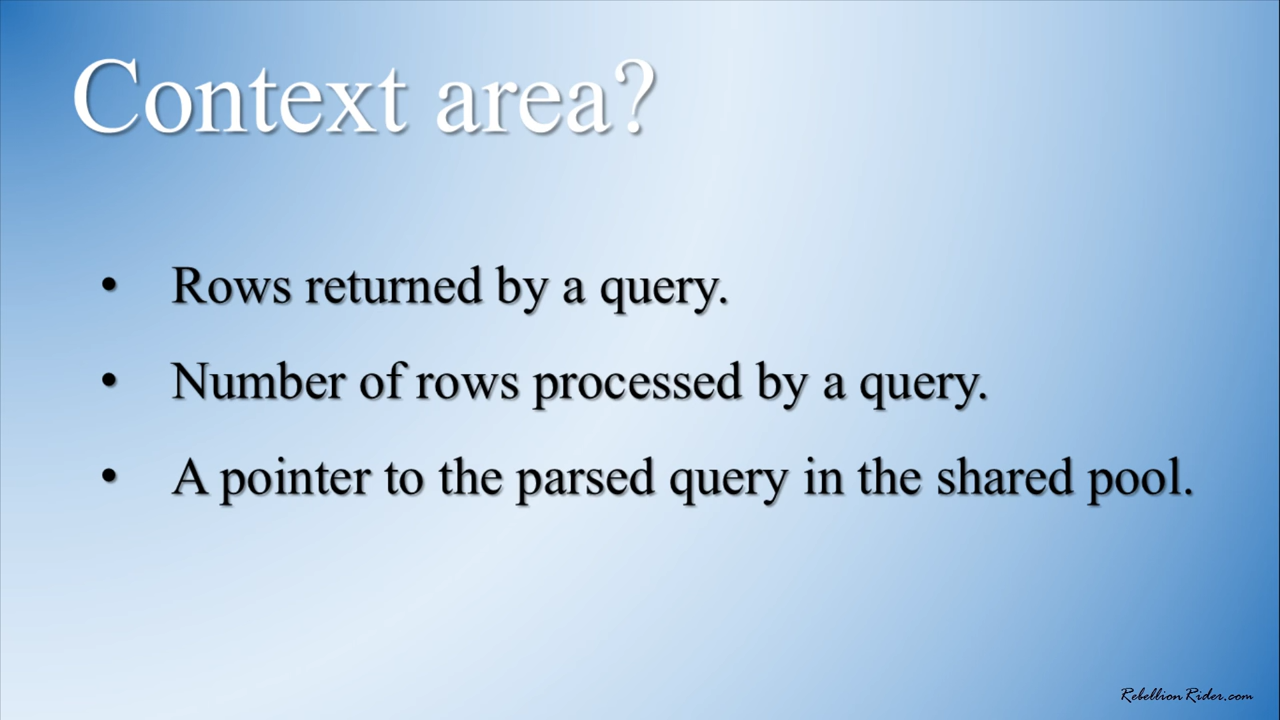 Context area?
• Rows returned by a query.
• Number of rows processed by a query.
• A pointer to the parsed query in the shared pool.
RebellionRider.com